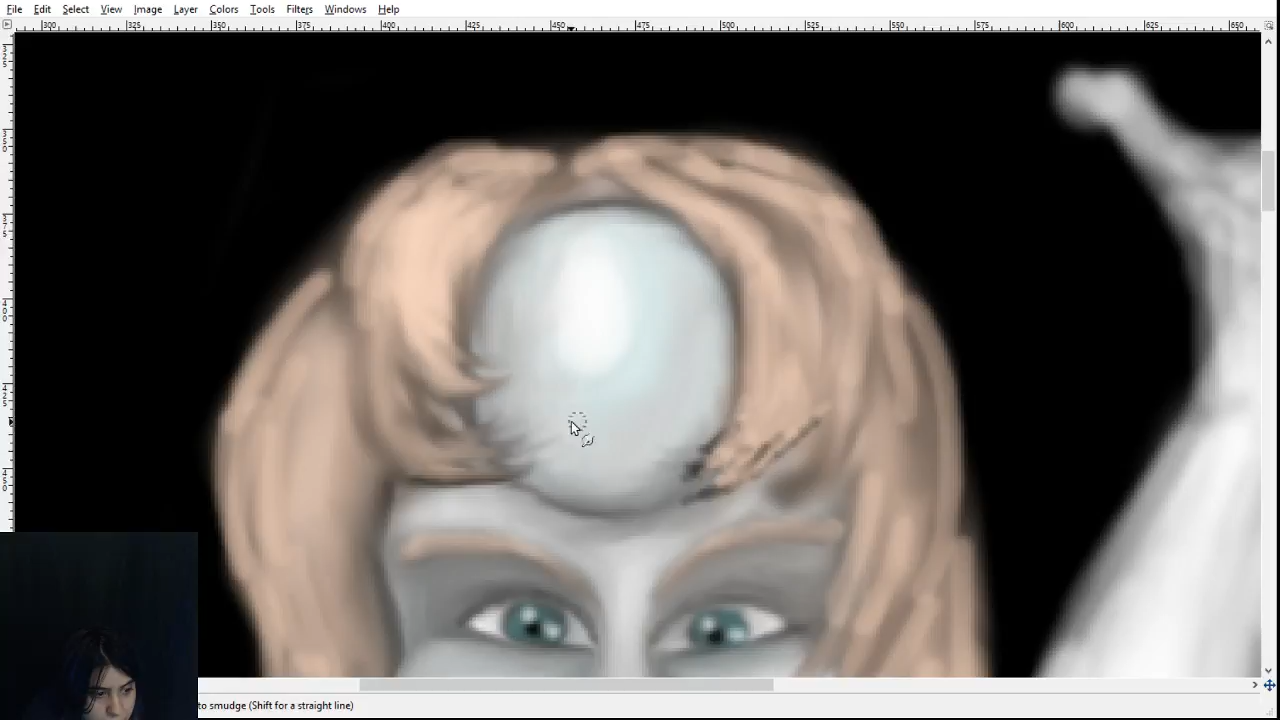 File Edit Select View Image Layer Colors Tools Filters Windows Help
300 325 350 375 400 425 450 475 500 525 550 575 600 625 650
to smudge (Shift for a straight line)